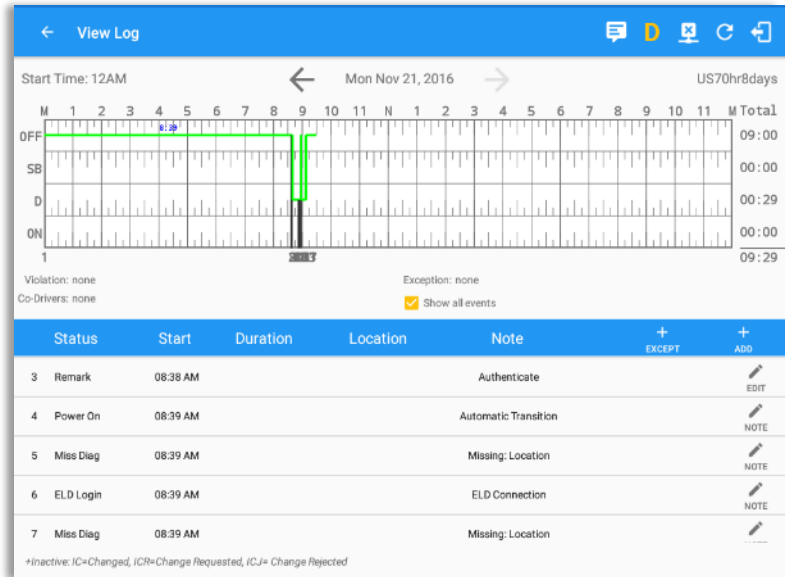 View Log
D
Start Time: 12AM
Mon Nov 21, 2016
US70hr8days
M 1 2 3 4 5 6 7 8 9 10 11 N 1 2 3 4 5 6 7 8 9 10 11 M Total
8:39
OFF 09:00
SB 00:00
D 00:29
ON 00:00
1 09:29
Violation: none
Exception: none
Co-Drivers: none
Show all events
Status Start Duration Location Note + EXCEPT + ADD
3 Remark 08:38 AM Authenticate EDIT
4 Power On 08:39 AM Automatic Transition NOTE
5 Miss Diag 08:39 AM Missing: Location NOTE
6 ELD Login 08:39 AM ELD Connection NOTE
7 Miss Diag 08:39 AM Missing: Location
+Inactive: IC=Changed, ICR=Change Requested, ICJ= Change Rejected